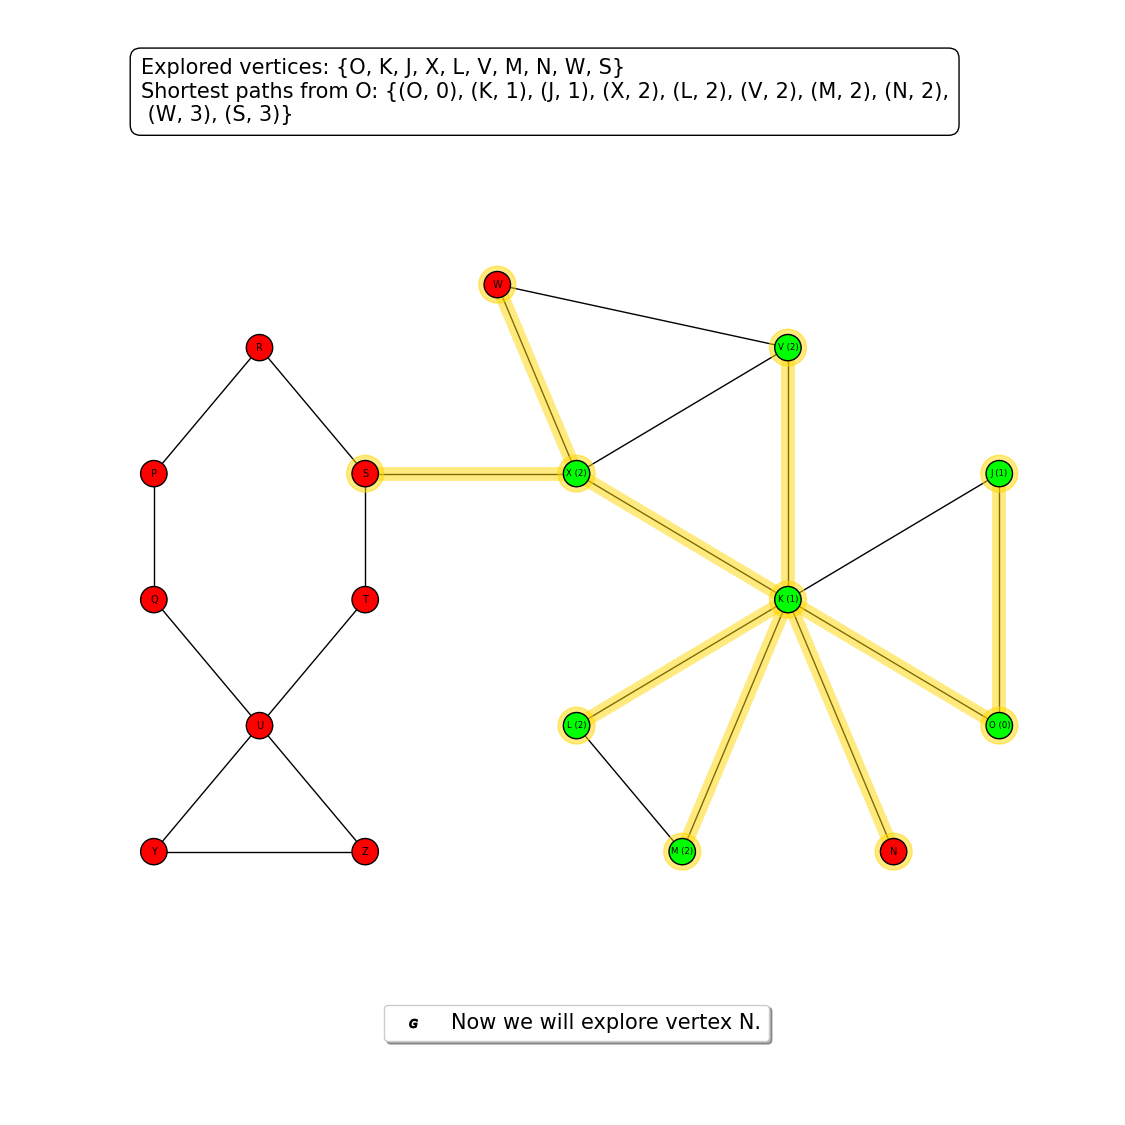 Explored vertices: {O, K, J, X, L, V, M, N, W, S}
Shortest paths from O: {(O, 0), (K, 1), (J, 1), (X, 2), (L, 2), (V, 2), (M, 2), (N, 2),
(W, 3), (S, 3)}
W
R
V (2)
P
S
X (2)
J (1)
Q
T
K (1)
U
L (2)
O (0)
Y
Z
M (2)
N
G Now we will explore vertex N.